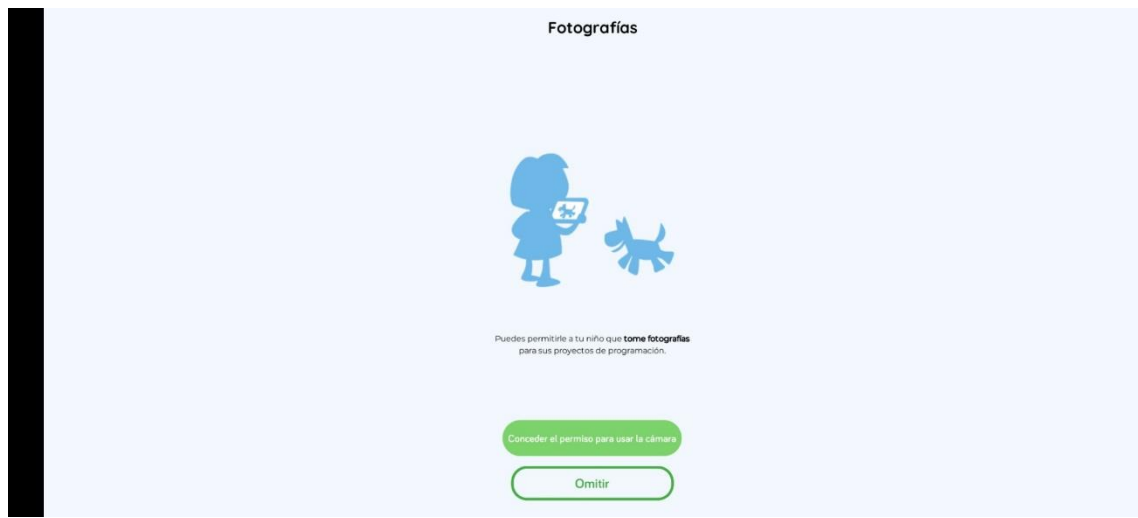 Fotografías
Puedes permitirle a tu niño que tome fotografías
para sus proyectos de programación.
Conceder el permiso para usar la cámara
Omitir